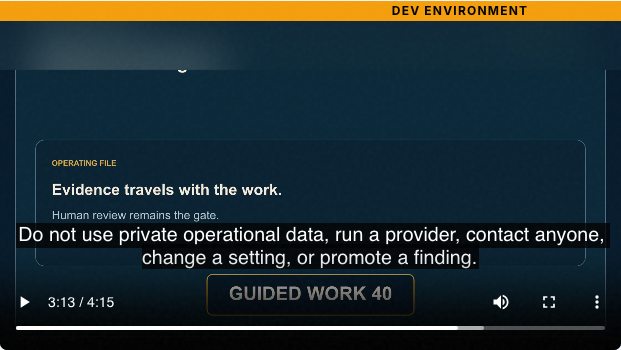 DEV ENVIRONMENT
OPERATING FILE
Evidence travels with the work.
Human review remains the gate.
Do not use private operational data, run a provider, contact anyone,
change a setting, or promote a finding.
GUIDED WORK 40
3:13 / 4:15